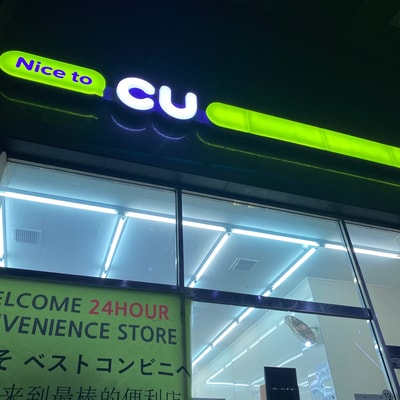 Nice to CU
ELCOME 24HOUR
VENIENCE STORE
そ ベストコンビニへ
来到最棒的便利店